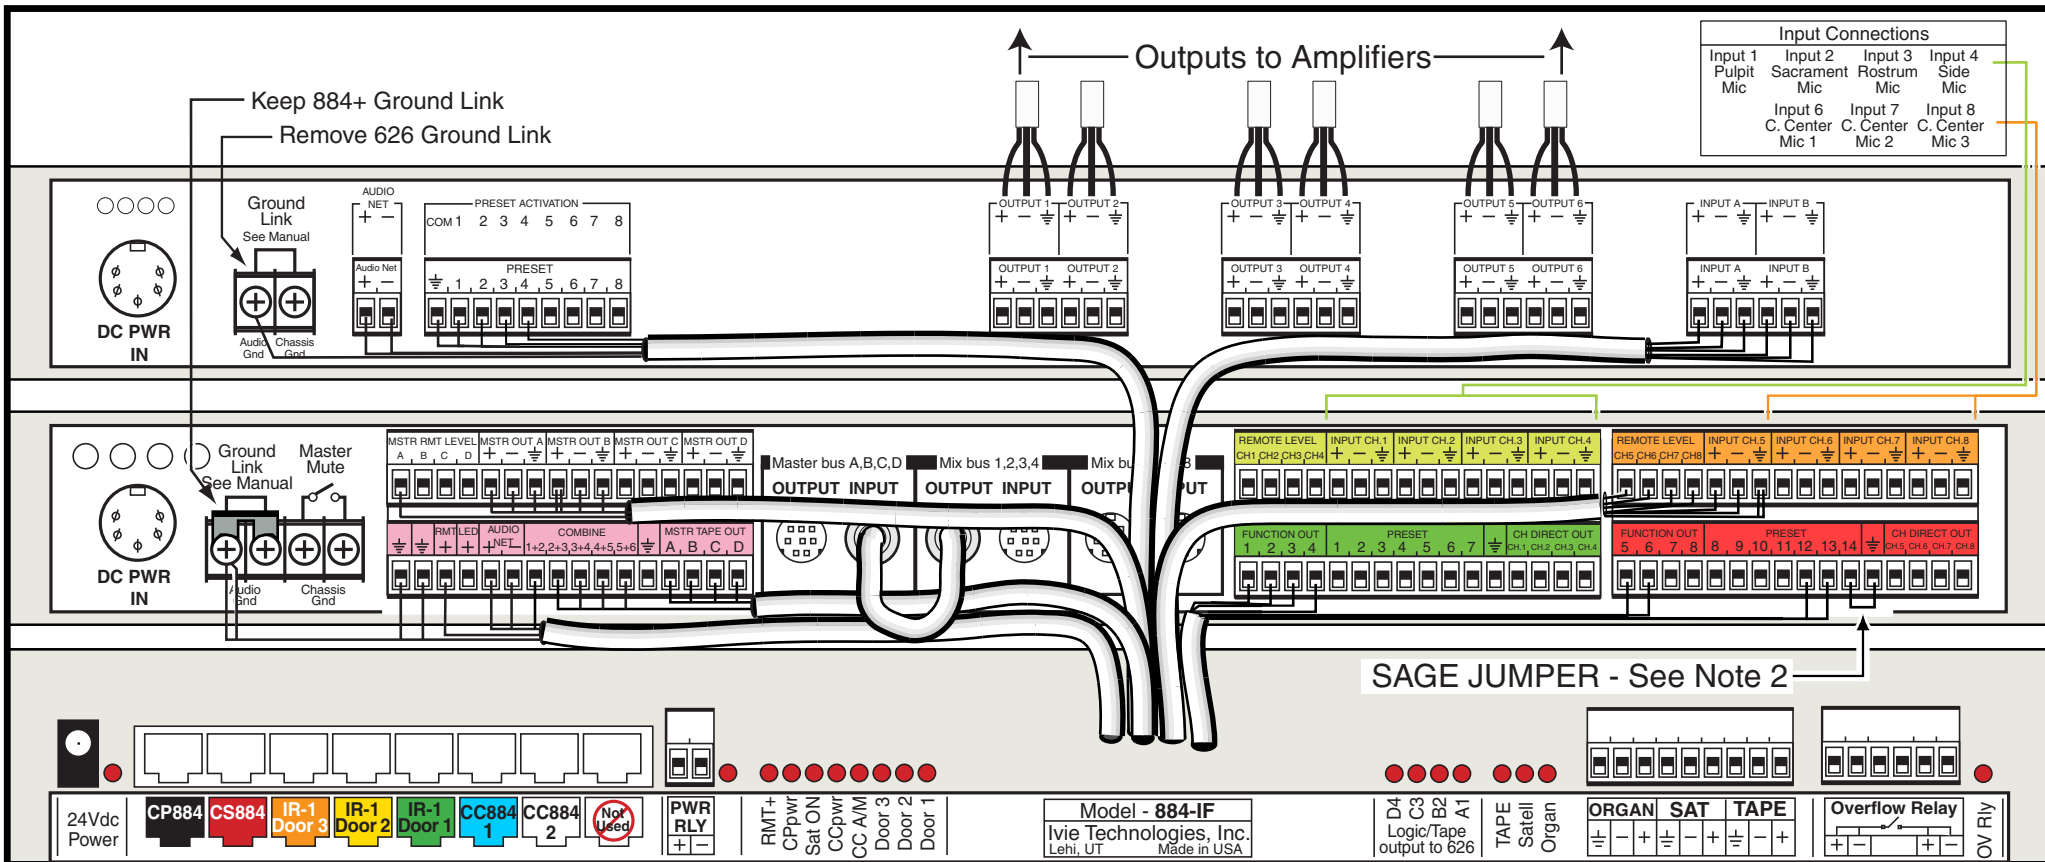 Outputs to Amplifiers
Input Connections
Input 1 Input 2 Input 3 Input 4
Pulpit Sacrament Rostrum Side
Mic Mic Mic Mic
Input 6 Input 7 Input 8
C. Center C. Center C. Center
Mic 1 Mic 2 Mic 3
Keep 884+ Ground Link
Remove 626 Ground Link
Ground
Link
See Manual
AUDIO
NET
+ −
PRESET ACTIVATION
COM 1 2 3 4 5 6 7 8
OUTPUT 1 OUTPUT 2
+ − + −
OUTPUT 3 OUTPUT 4
+ − + −
OUTPUT 5 OUTPUT 6
+ − + −
INPUT A INPUT B
+ − + −
DC PWR
IN
Audio Gnd
Chassis Gnd
Audio Net
+ −
PRESET
1 2 3 4 5 6 7 8
OUTPUT 1 OUTPUT 2
+ − + −
OUTPUT 3 OUTPUT 4
+ − + −
OUTPUT 5 OUTPUT 6
+ − + −
INPUT A INPUT B
+ − + −
Ground
Link
See Manual
Master
Mute
DC PWR
IN
Audio
Gnd
Chassis
Gnd
MSTR RMT LEVEL MSTR OUT A MSTR OUT B MSTR OUT C MSTR OUT D
A B C D + − + − + − + −
RMT LED AUDIO NET COMBINE MSTR TAPE OUT
+ + + − 1+2 2+3 3+4 4+5 5+6 A B C D
Master bus A,B,C,D
OUTPUT INPUT
Mix bus 1,2,3,4
OUTPUT INPUT
REMOTE LEVEL INPUT CH.1 INPUT CH.2 INPUT CH.3 INPUT CH.4
CH1 CH2 CH3 CH4 + − + − + − + −
FUNCTION OUT PRESET CH DIRECT OUT
1 2 3 4 1 2 3 4 5 6 7 CH.1 CH.2 CH.3 CH.4
REMOTE LEVEL INPUT CH.5 INPUT CH.6 INPUT CH.7 INPUT CH.8
CH5 CH6 CH7 CH8 + − + − + − + −
FUNCTION OUT PRESET CH DIRECT OUT
5 6 7 8 8 9 10 11 12 13 14 CH.5 CH.6 CH.7 CH.8
SAGE JUMPER - See Note 2
24Vdc
Power
CP884
CS884
IR-1
Door 3
IR-1
Door 2
IR-1
Door 1
CC884
1
CC884
2
Not
Used
PWR
RLY
+ −
RMT+
CPpwr
Sat ON
CCpwr
CC A/M
Door 3
Door 2
Door 1
Model - 884-IF
Ivie Technologies, Inc.
Lehi, UT Made in USA
D4
C3
B2
A1
Logic/Tape
output to 626
TAPE
Satell
Organ
ORGAN SAT TAPE
− + − + − +
Overflow Relay
+ − + −
OV Rly